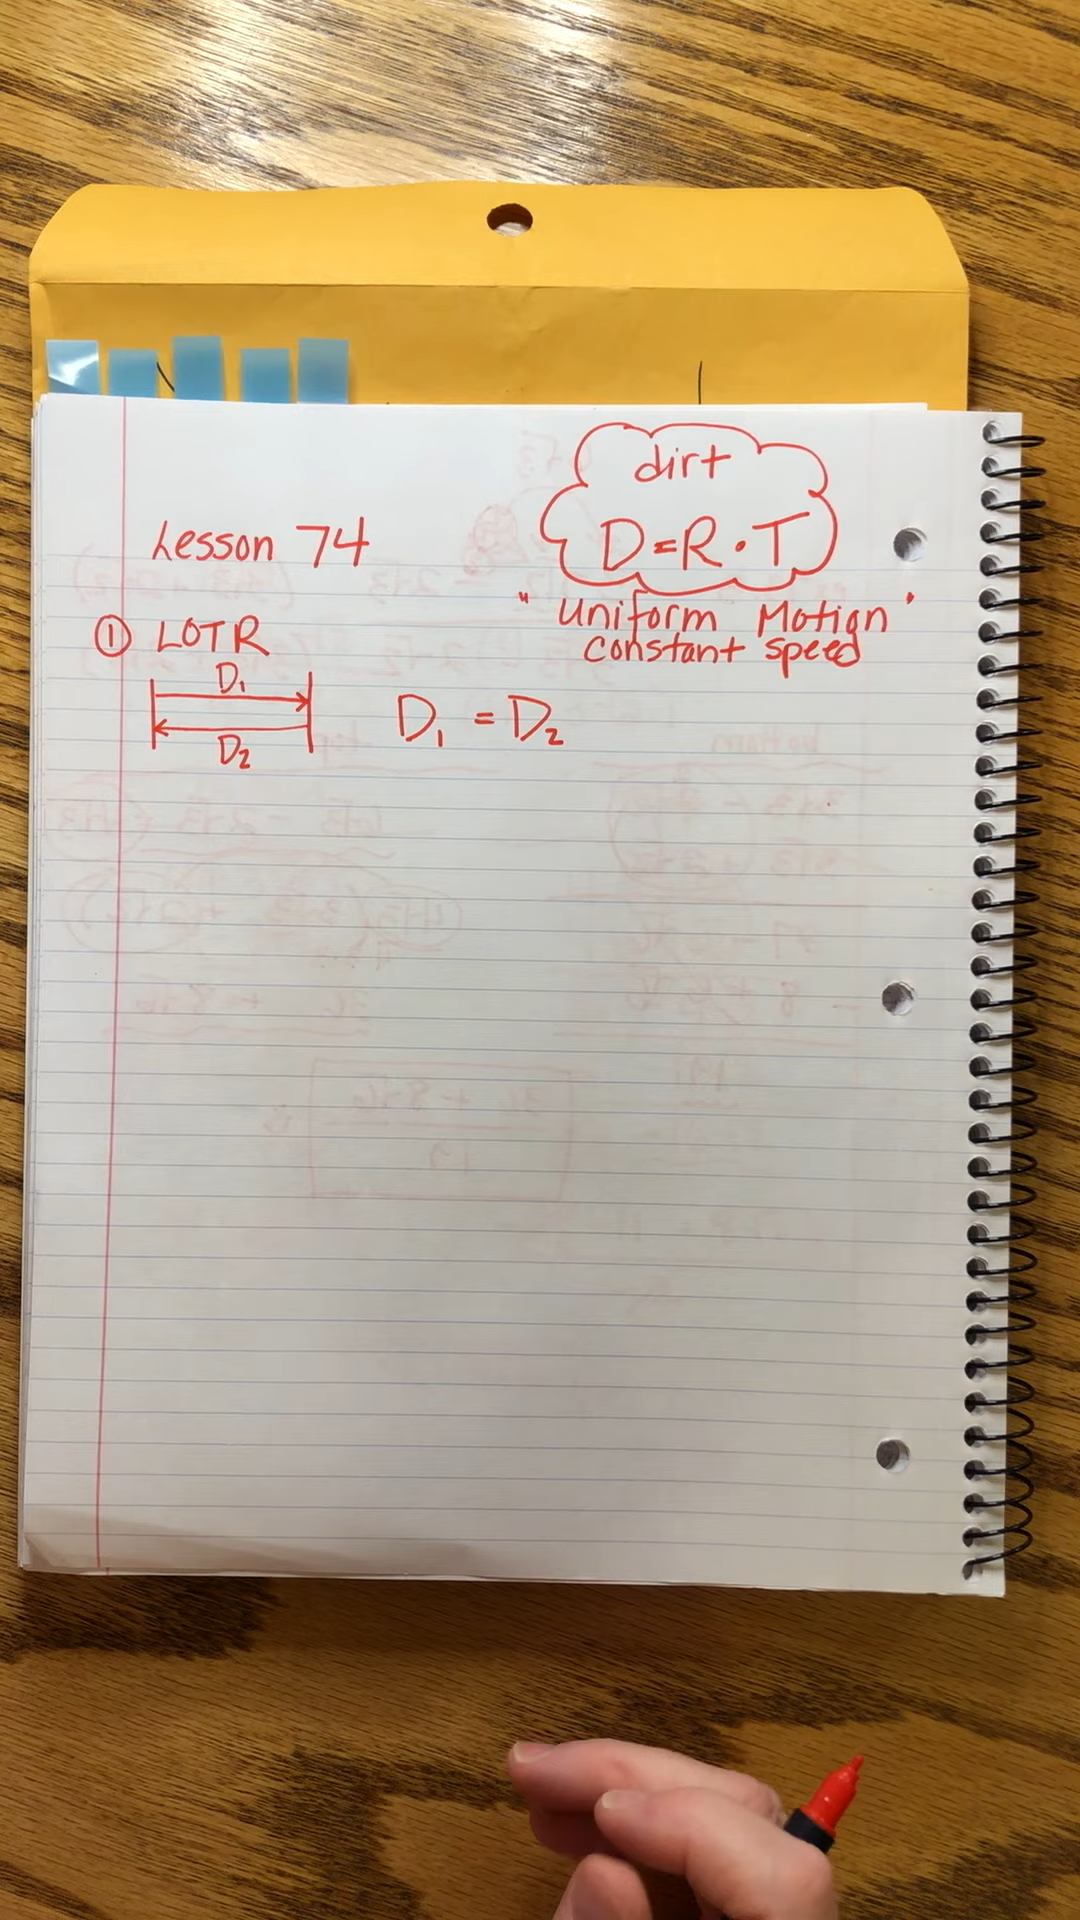 dirt
D = R • T
Lesson 74
"Uniform Motion"
constant speed
① LOTR
D₁
D₁ = D₂
D₂